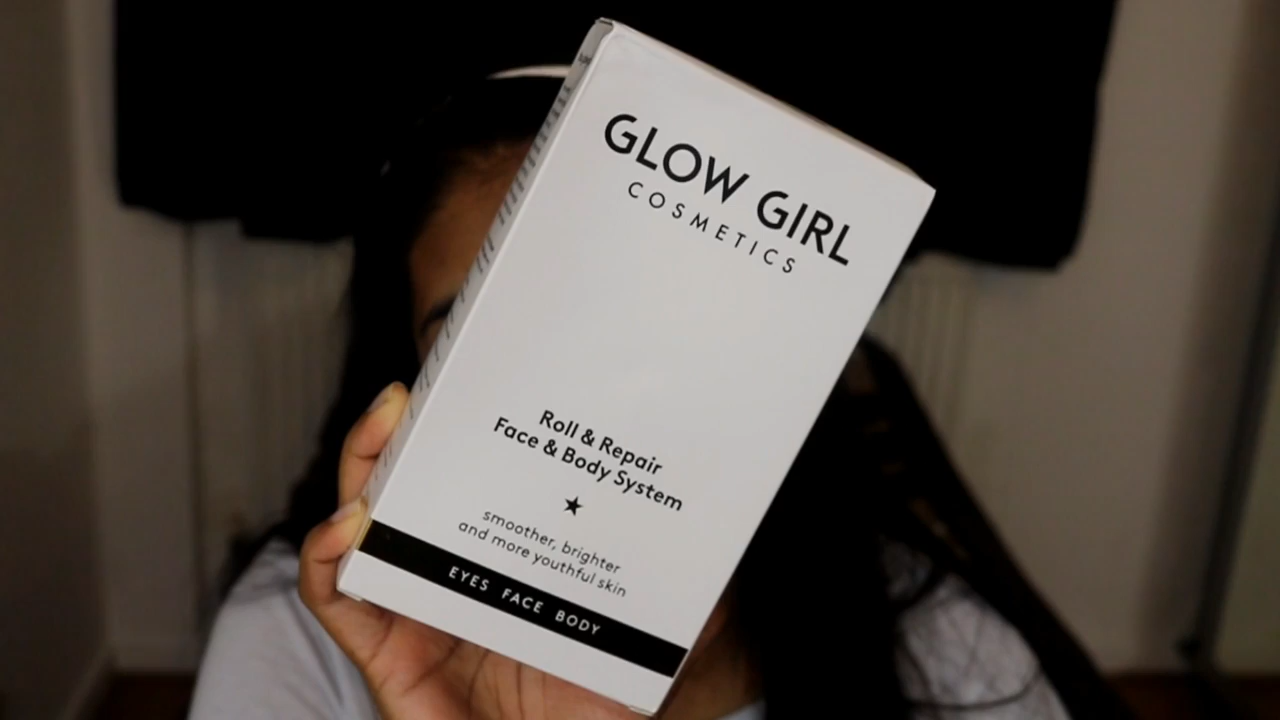 GLOW GIRL
COSMETICS
Roll & Repair
Face & Body System
smoother, brighter
and more youthful skin
EYES FACE BODY